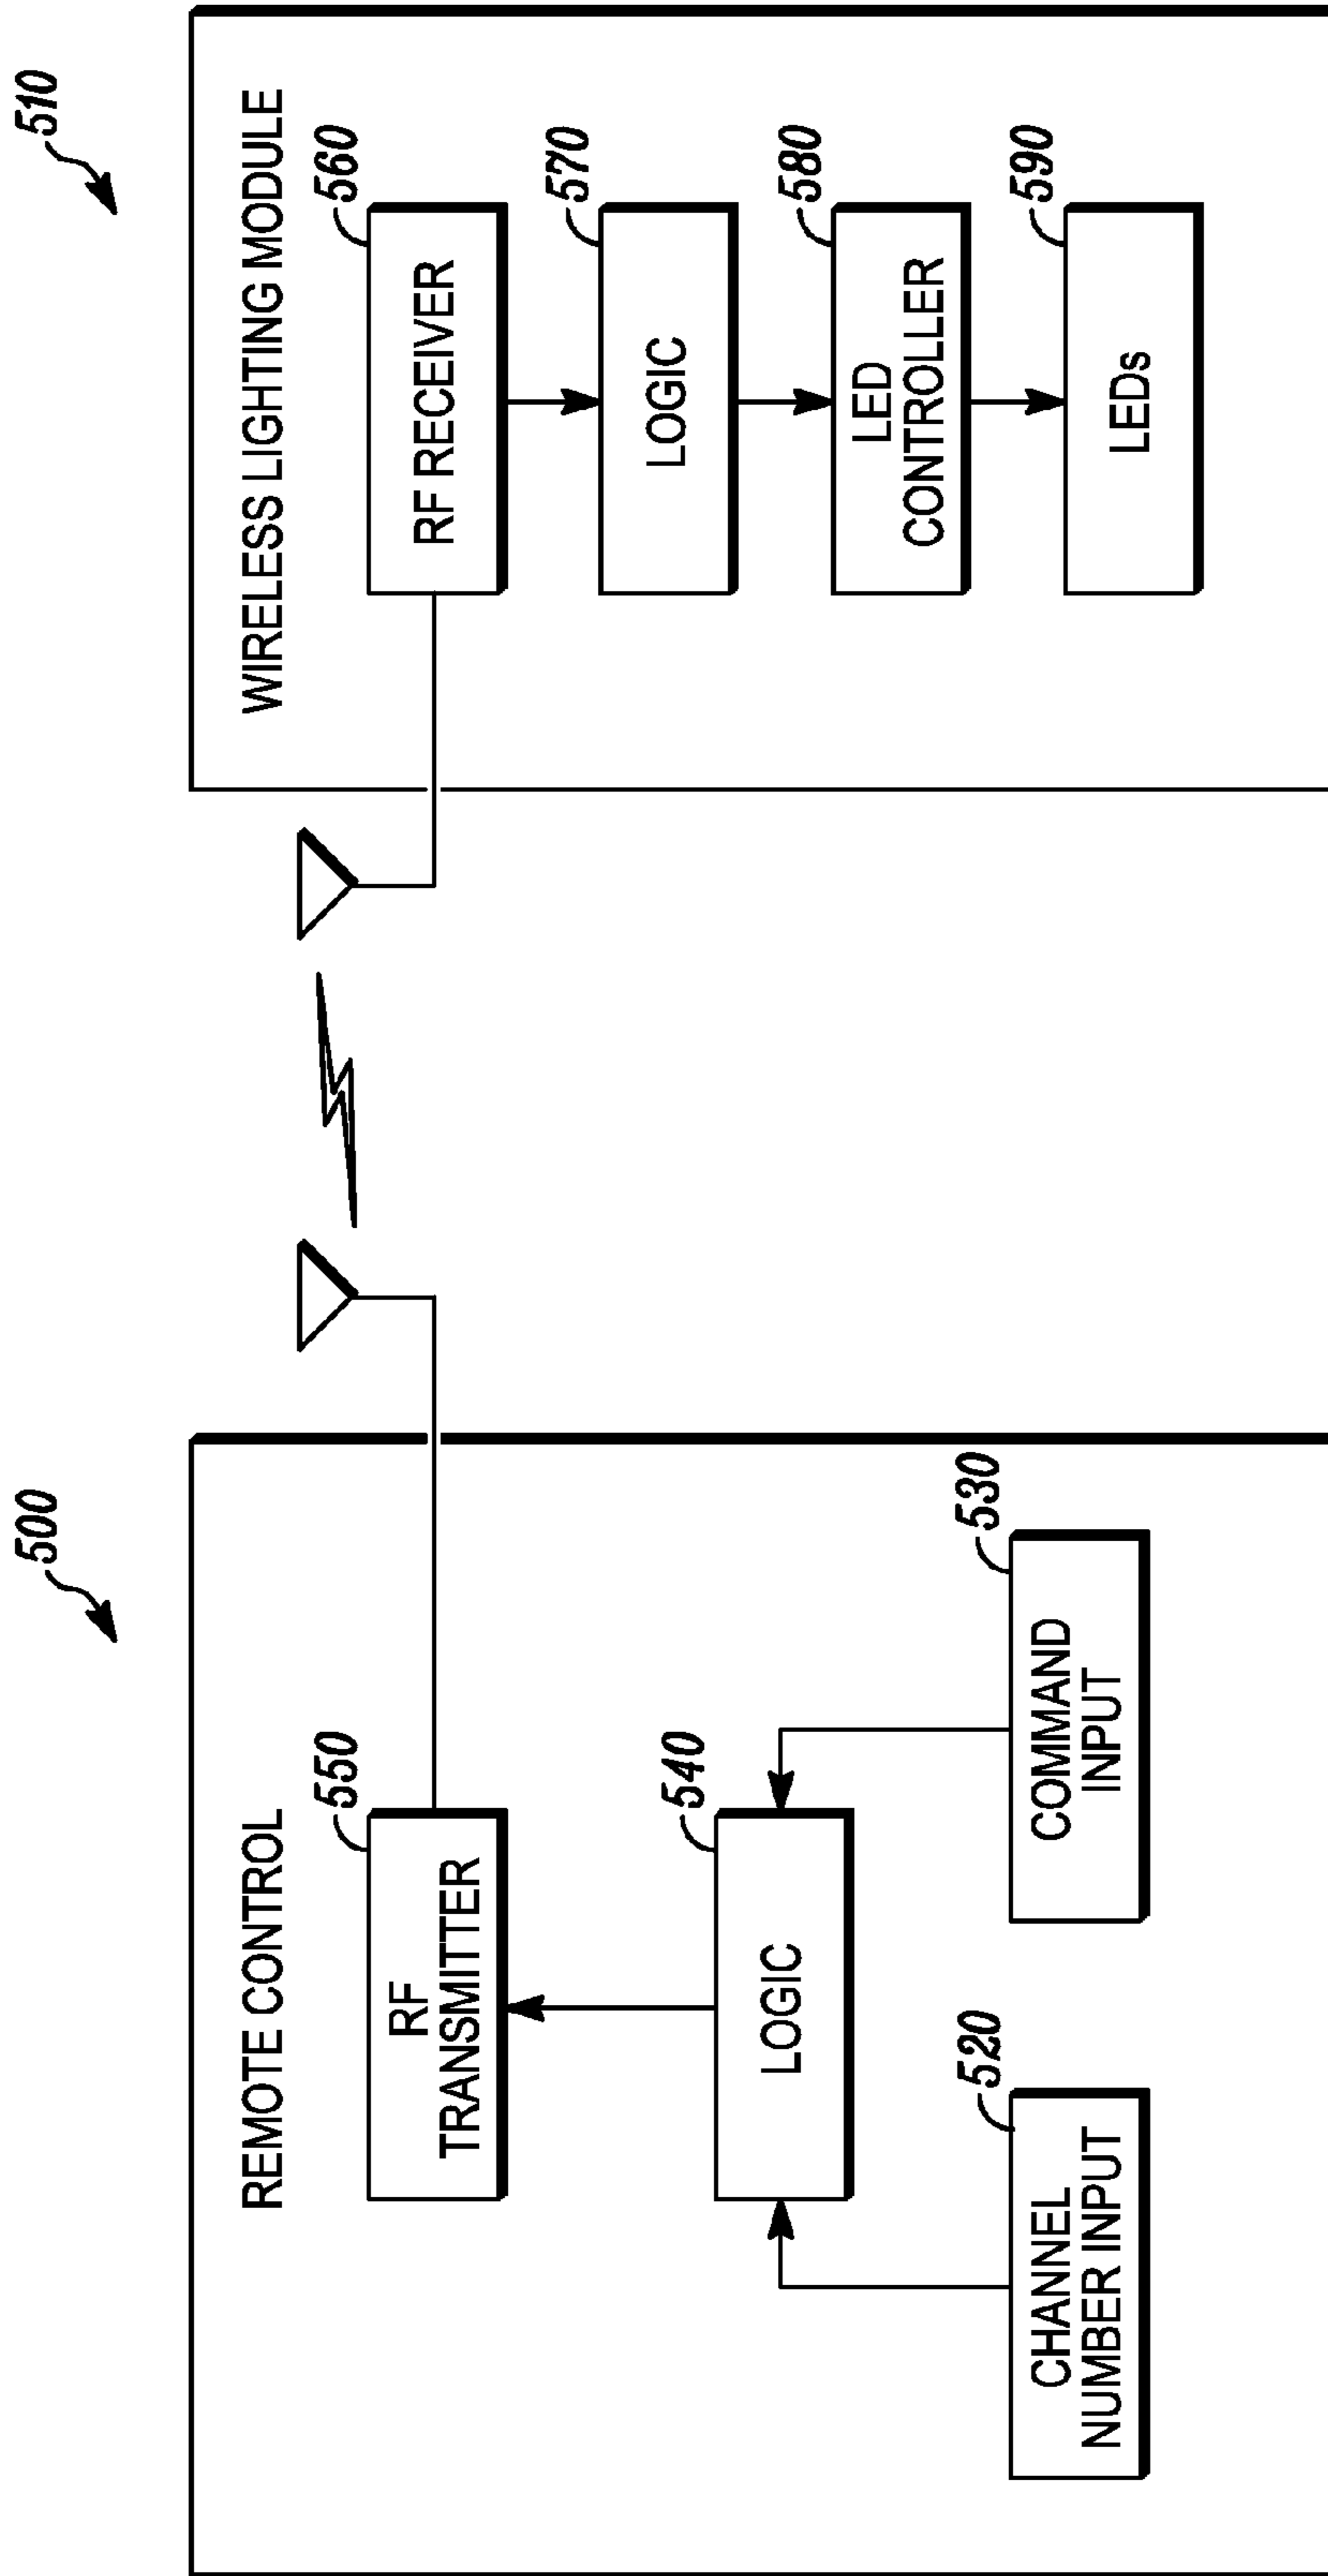 500
REMOTE CONTROL
550
RF
TRANSMITTER
540
LOGIC
520
CHANNEL
NUMBER INPUT
530
COMMAND
INPUT
510
WIRELESS LIGHTING MODULE
560
RF RECEIVER
570
LOGIC
580
LED
CONTROLLER
590
LEDs